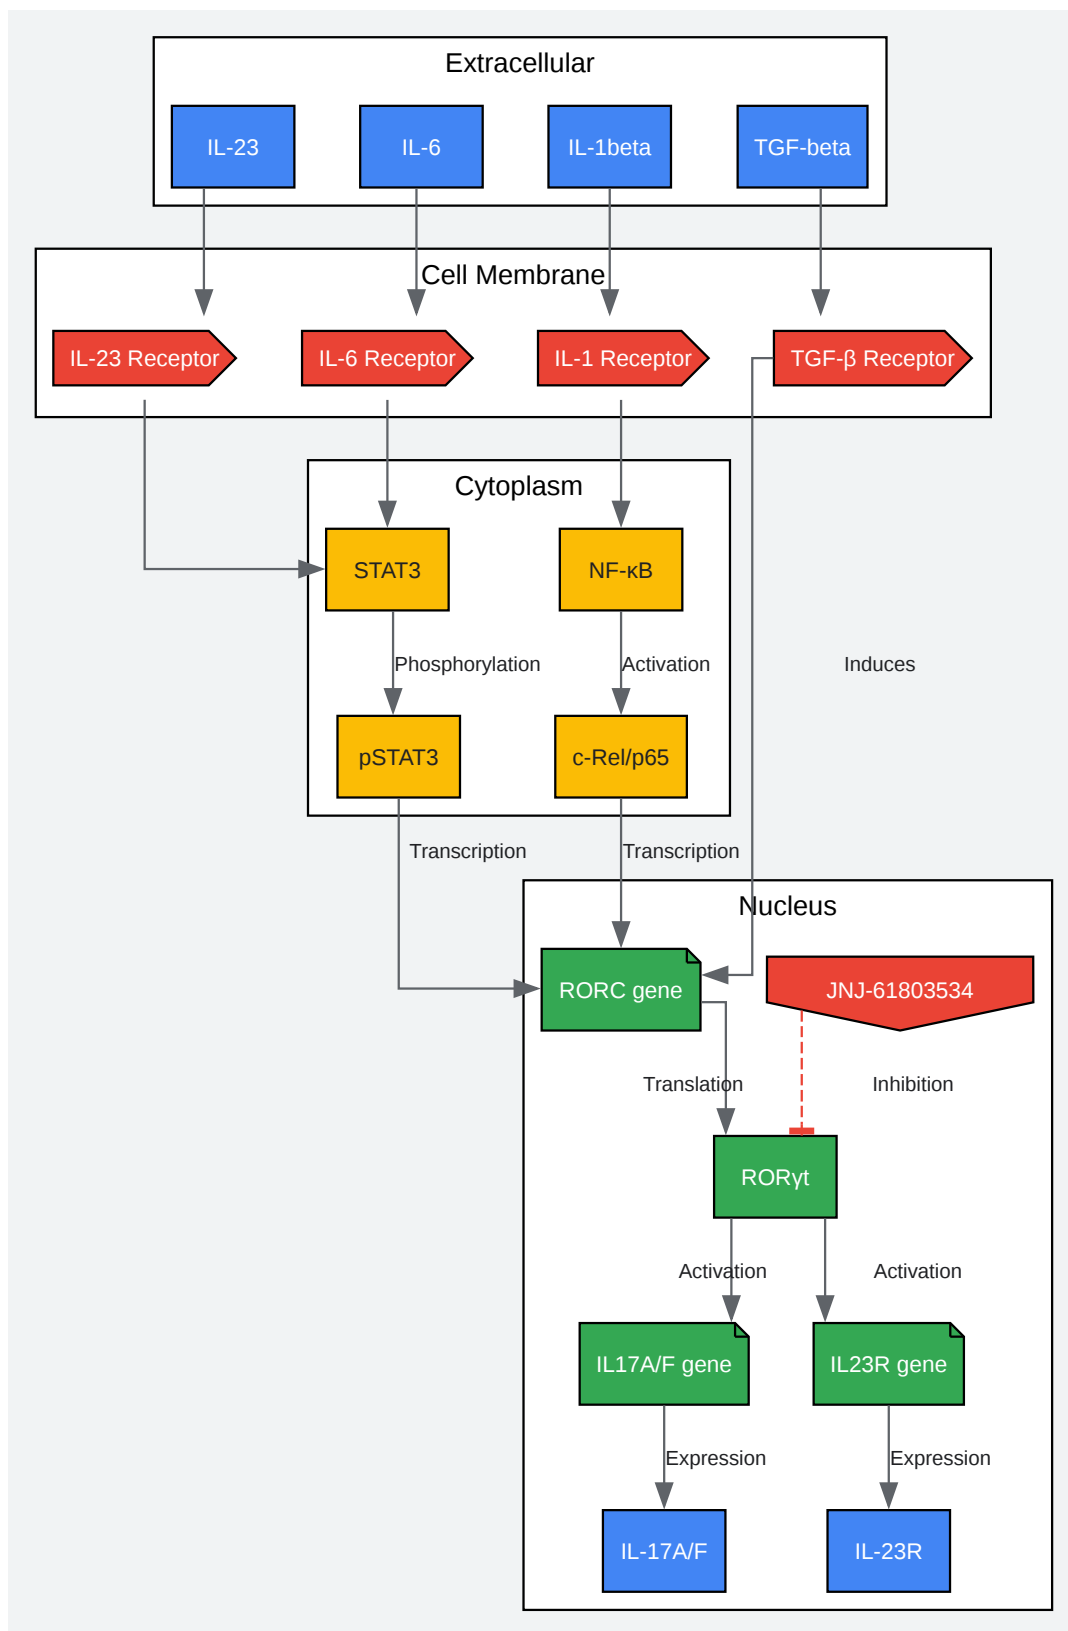 Extracellular
IL-23
IL-6
IL-1beta
TGF-beta
Cell Membrane
IL-23 Receptor
IL-6 Receptor
IL-1 Receptor
TGF-β Receptor
Cytoplasm
STAT3
NF-κB
Phosphorylation
Activation
Induces
pSTAT3
c-Rel/p65
Transcription
Transcription
Nucleus
RORC gene
JNJ-61803534
Translation
Inhibition
RORγt
Activation
Activation
IL17A/F gene
IL23R gene
Expression
Expression
IL-17A/F
IL-23R